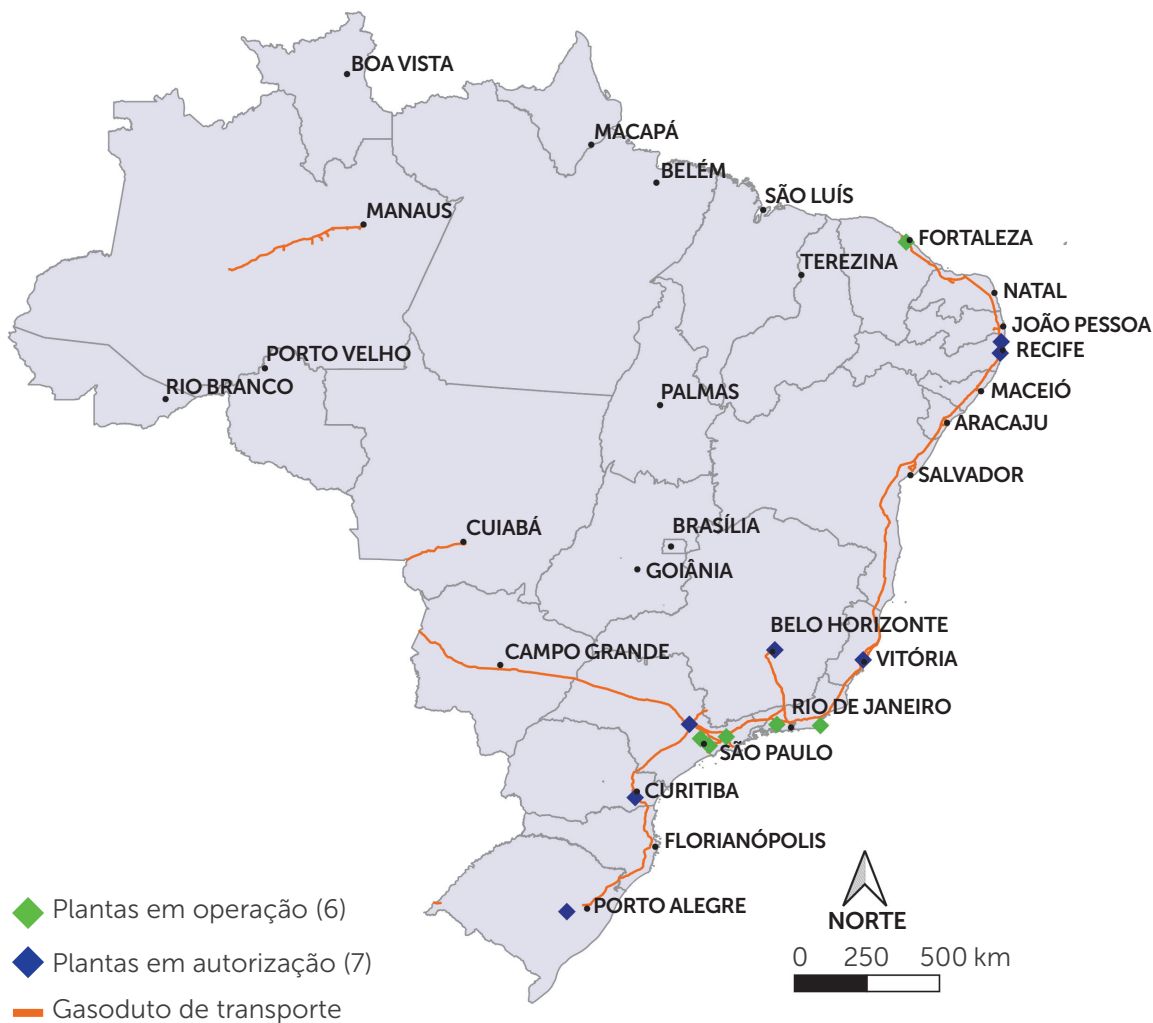 BOA VISTA
MACAPÁ
BELÉM
SÃO LUÍS
MANAUS
FORTALEZA
TEREZINA
NATAL
JOÃO PESSOA
RECIFE
PORTO VELHO
RIO BRANCO
PALMAS
MACEIÓ
ARACAJU
SALVADOR
CUIABÁ
BRASÍLIA
GOIÂNIA
BELO HORIZONTE
CAMPO GRANDE
VITÓRIA
RIO DE JANEIRO
SÃO PAULO
CURITIBA
FLORIANÓPOLIS
PORTO ALEGRE
Plantas em operação (6)
Plantas em autorização (7)
Gasoduto de transporte
NORTE
0 250 500 km